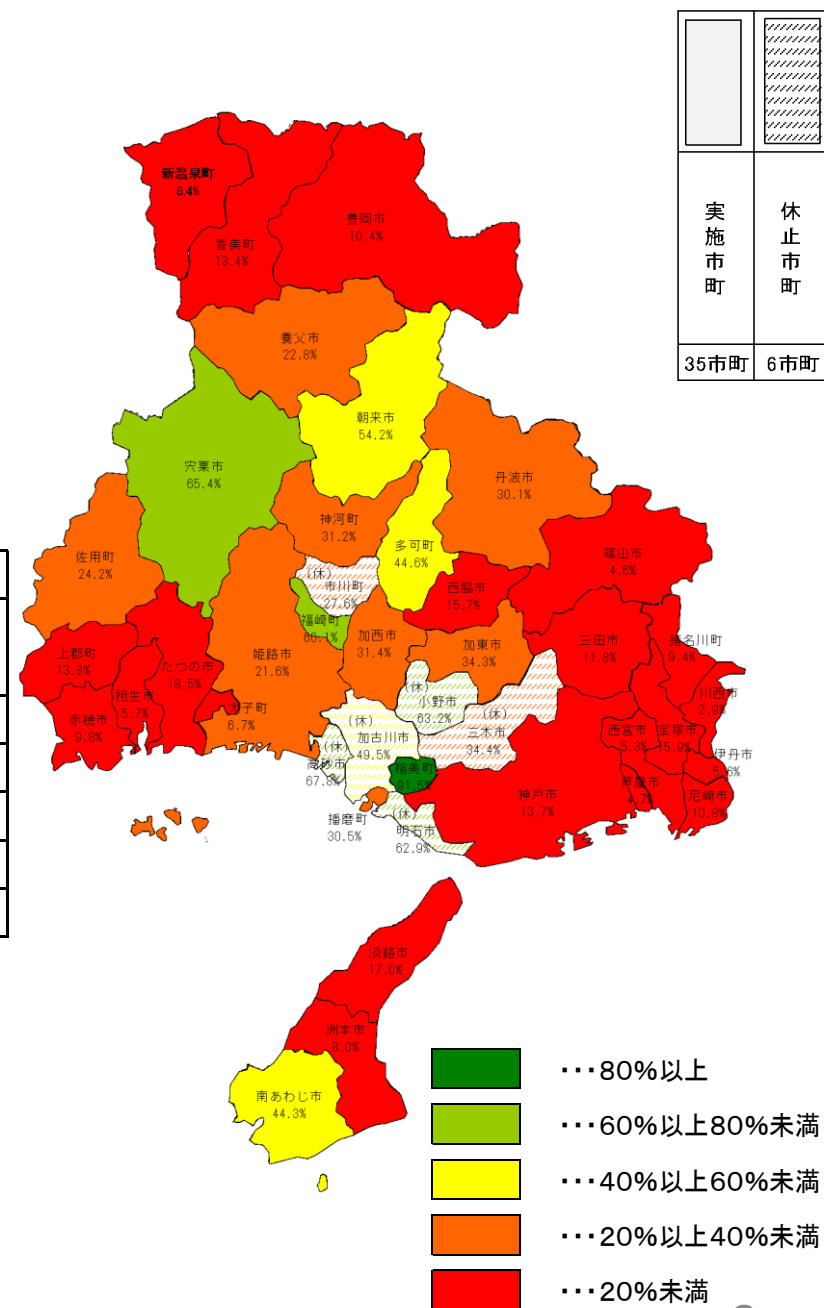 実施市町
休止市町
35市町
6市町
新温泉町
8.4%
香美町
13.4%
豊岡市
10.4%
養父市
22.8%
朝来市
54.2%
宍粟市
65.4%
丹波市
30.1%
神河町
31.2%
多可町
44.6%
佐用町
24.2%
(休)
市川町
27.6%
西脇市
15.7%
篠山市
4.6%
福崎町
66.1%
加西市
31.4%
加東市
34.3%
三田市
11.8%
猪名川町
9.4%
上郡町
13.8%
たつの市
18.5%
姫路市
21.6%
相生市
5.7%
太子町
6.7%
赤穂市
9.8%
(休)
小野市
63.2%
(休)
三木市
34.4%
(休)
加古川市
49.5%
(休)
高砂市
67.8%
稲美町
91.5%
川西市
2.9%
西宮市
5.3%
宝塚市
15.9%
伊丹市
5.6%
芦屋市
4.7%
尼崎市
10.8%
神戸市
13.7%
播磨町
30.5%
(休)
明石市
62.9%
淡路市
17.0%
洲本市
8.0%
南あわじ市
44.3%
･･･80%以上
･･･60%以上80%未満
･･･40%以上60%未満
･･･20%以上40%未満
･･･20%未満